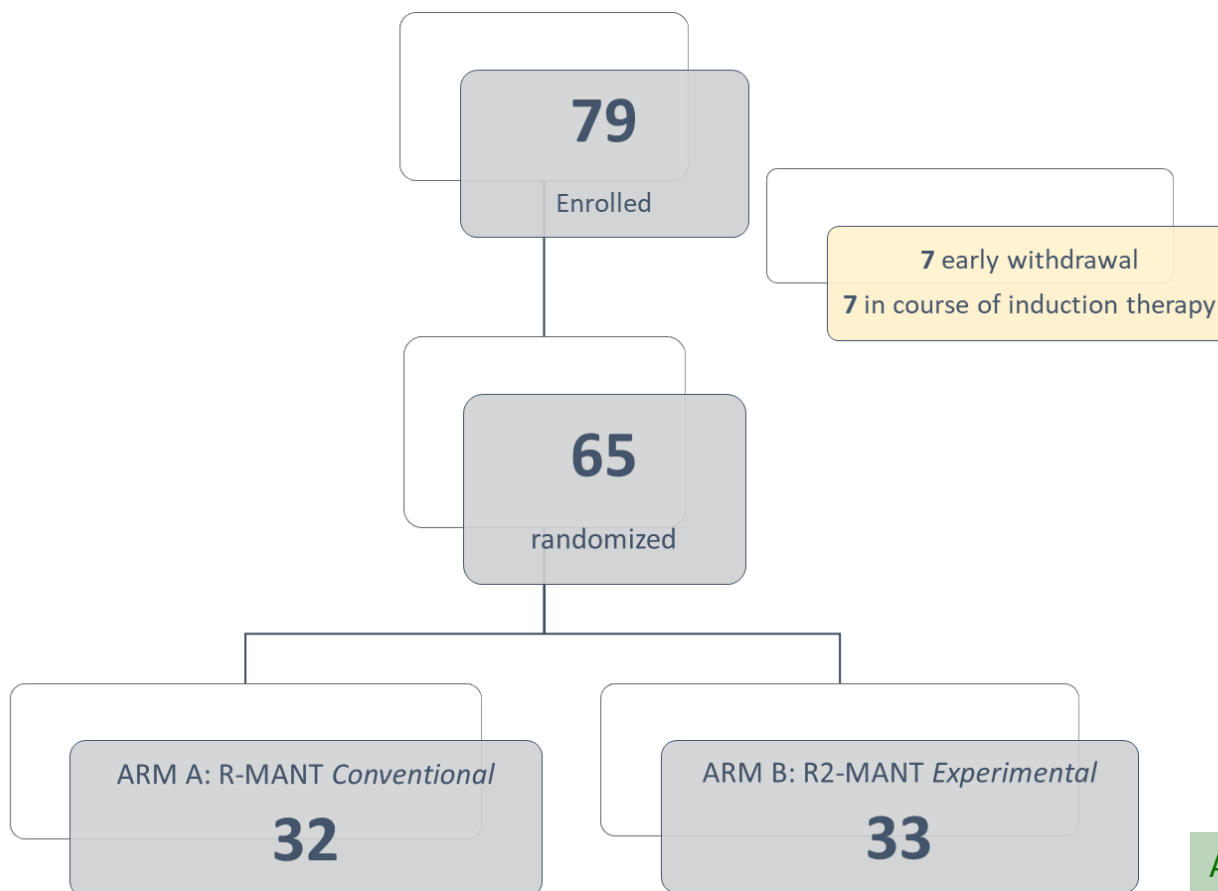 79
Enrolled
7 early withdrawal
7 in course of induction therapy
65
randomized
ARM A: R-MANT Conventional
32
ARM B: R2-MANT Experimental
33